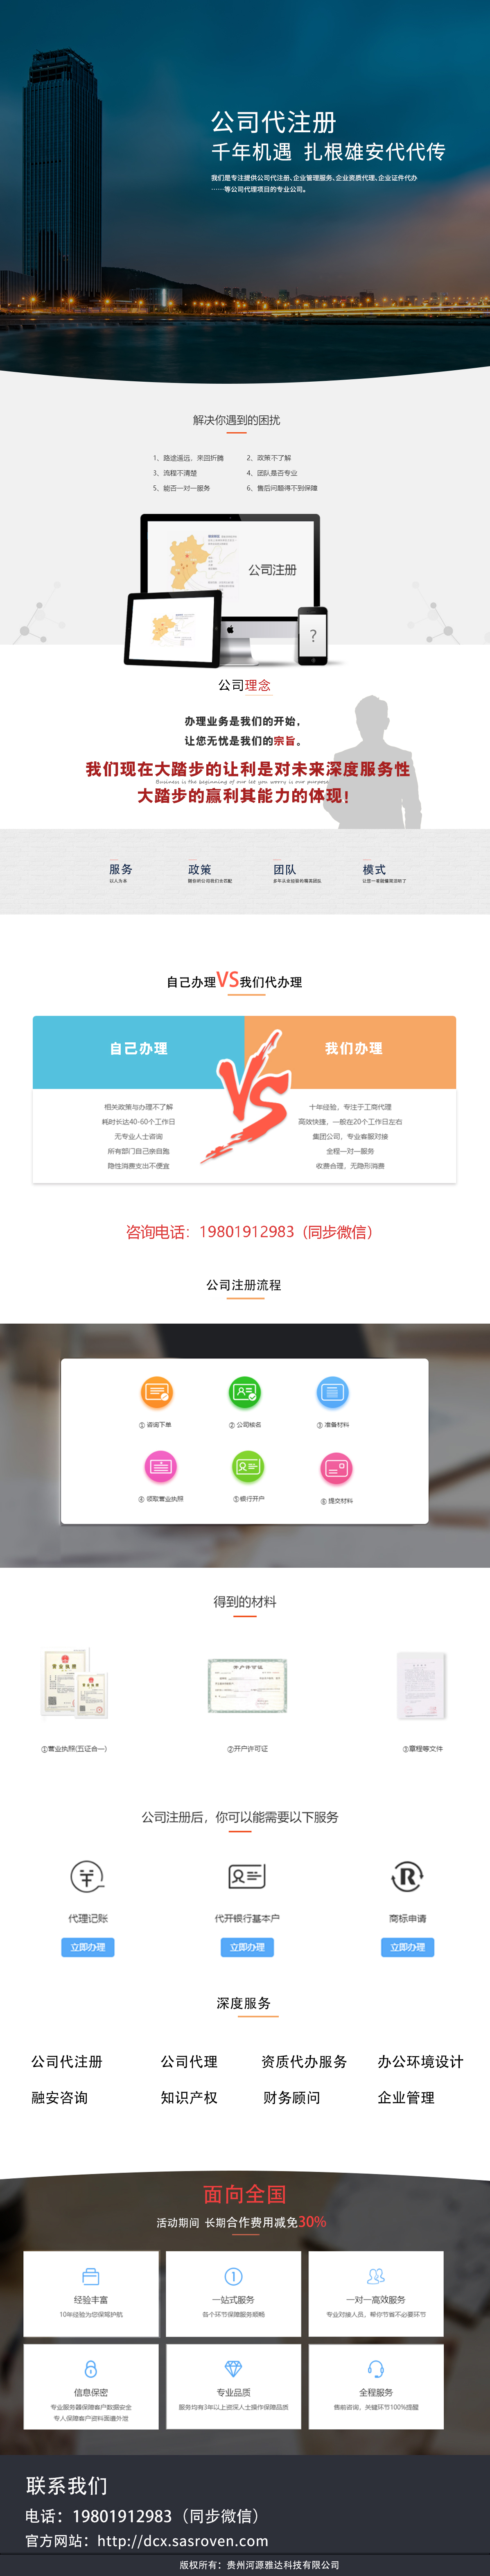 公司代注册
千年机遇 扎根雄安代代传
我们是专注提供公司代注册、企业管理服务、企业资质代理、企业证件代办
······等公司代理项目的专业公司。
解决你遇到的困扰
1、路途遥远，来回折腾 2、政策不了解
3、流程不清楚 4、团队是否专业
5、能否一对一服务 6、售后问题得不到保障
公司注册
?
公司理念
办理业务是我们的开始，
让您无忧是我们的宗旨。
我们现在大踏步的让利是对未来深度服务性
Business is the beginning of our let you worry is our purpose
大踏步的赢利其能力的体现！
服务 政策 团队 模式
以人为本
自己办理VS我们代办理
自己办理 VS 我们办理
相关政策与办理不了解 十年经验，专注于工商代理
耗时长达40-60个工作日 高效快捷，一般在20个工作日左右
无专业人士咨询 集团公司，专业客服对接
所有部门自己亲自跑 全程一对一服务
隐性消费支出不便宜 收费合理，无隐形消费
咨询电话：19801912983（同步微信）
公司注册流程
① 咨询下单 ② 公司核名 ③ 准备材料
④ 领取营业执照 ⑤银行开户 ⑥ 提交材料
得到的材料
营业执照 营业执照 开户许可证
①营业执照(五证合一) ②开户许可证 ③章程等文件
公司注册后，你可以能需要以下服务
代理记账 代开银行基本户 商标申请
立即办理 立即办理 立即办理
深度服务
公司代注册 公司代理 资质代办服务 办公环境设计
融安咨询 知识产权 财务顾问 企业管理
面向全国
活动期间 长期合作费用减免30%
经验丰富 一站式服务 一对一高效服务
10年经验为您保驾护航 各个环节保障服务顺畅 专业对接人员，帮你节省不必要环节
信息保密 专业品质 全程服务
专业服务器保障客户数据安全 服务均有3年以上资深人士操作保障品质 售前咨询，关键环节100%提醒
专人保障客户资料面遭外泄
联系我们
电话：19801912983（同步微信）
官方网站：http://dcx.sasroven.com
版权所有：贵州河源雅达科技有限公司